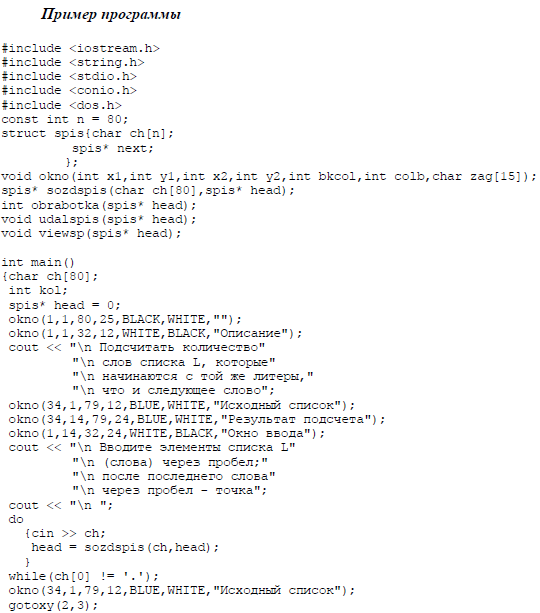 Пример программы
#include <iostream.h>
#include <string.h>
#include <stdio.h>
#include <conio.h>
#include <dos.h>
const int n = 80;
struct spis{char ch[n];
spis* next;
};
void okno(int x1,int y1,int x2,int y2,int bkcol,int colb,char zag[15]);
spis* sozdspis(char ch[80],spis* head);
int obrabotka(spis* head);
void udalspis(spis* head);
void viewsp(spis* head);
int main()
{char ch[80];
int kol;
spis* head = 0;
okno(1,1,80,25,BLACK,WHITE,"");
okno(1,1,32,12,WHITE,BLACK,"Описание");
cout << "\n Подсчитать количество"
"\n слов списка L, которые"
"\n начинаются с той же литеры,"
"\n что и следующее слово";
okno(34,1,79,12,BLUE,WHITE,"Исходный список");
okno(34,14,79,24,BLUE,WHITE,"Результат подсчета");
okno(1,14,32,24,WHITE,BLACK,"Окно ввода");
cout << "\n Вводите элементы списка L"
"\n (слова) через пробел;"
"\n после последнего слова"
"\n через пробел - точка";
cout << "\n ";
do
{cin >> ch;
head = sozdspis(ch,head);
}
while(ch[0] != '.');
okno(34,1,79,12,BLUE,WHITE,"Исходный список");
gotoxy(2,3);